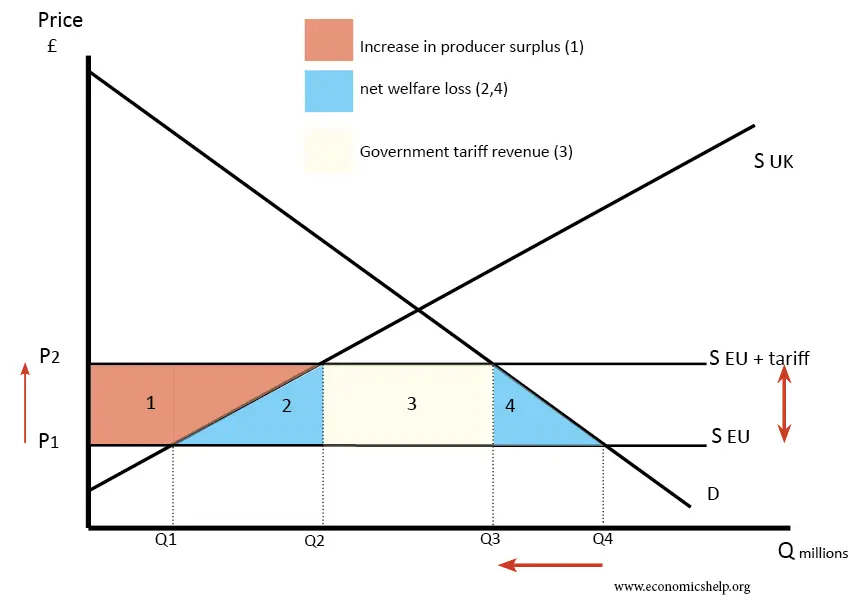 Price
£
Increase in producer surplus (1)
net welfare loss (2,4)
Government tariff revenue (3)
S UK
P2
S EU + tariff
1
2
3
4
P1
S EU
D
Q1
Q2
Q3
Q4
Q millions
www.economicshelp.org